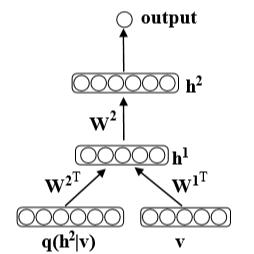 output
h²
W²
h¹
W²ᵀ W¹ᵀ
q(h²|v) v